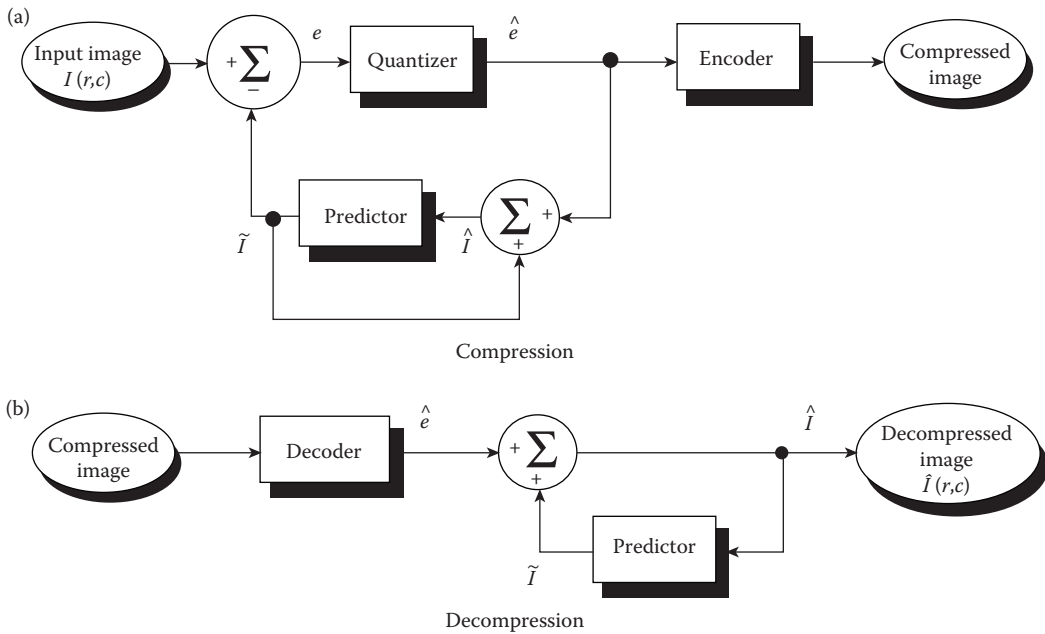 (a)
Input image
I (r,c)
+ Σ
−
e
Quantizer
ê
Encoder
Compressed
image
Predictor
Ĩ
Î
Σ +
+
Compression
(b)
Compressed
image
Decoder
ê
+ Σ
+
Î
Decompressed
image
Î (r,c)
Predictor
Ĩ
Decompression